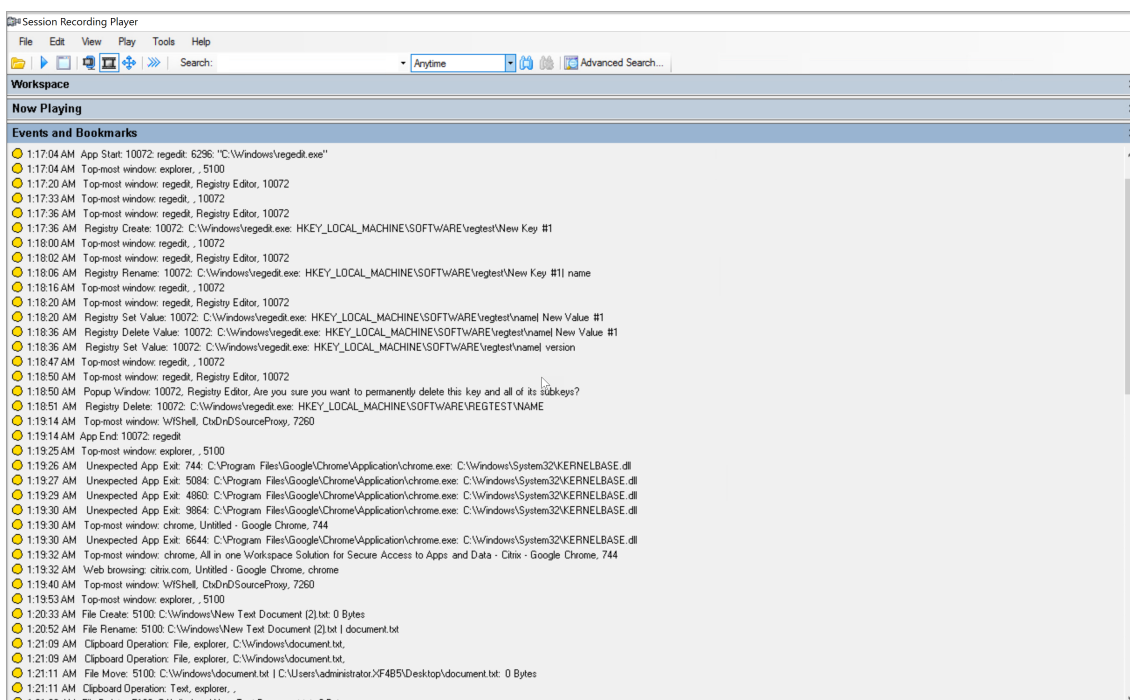 Session Recording Player
File Edit View Play Tools Help
Search: Anytime Advanced Search...
Workspace
Now Playing
Events and Bookmarks
1:17:04 AM App Start: 10072: regedit: 6296: "C:\Windows\regedit.exe"
1:17:04 AM Top-most window: explorer, , 5100
1:17:20 AM Top-most window: regedit, Registry Editor, 10072
1:17:33 AM Top-most window: regedit, , 10072
1:17:36 AM Top-most window: regedit, Registry Editor, 10072
1:17:36 AM Registry Create: 10072: C:\Windows\regedit.exe: HKEY_LOCAL_MACHINE\SOFTWARE\regtest\New Key #1
1:18:00 AM Top-most window: regedit, , 10072
1:18:02 AM Top-most window: regedit, Registry Editor, 10072
1:18:06 AM Registry Rename: 10072: C:\Windows\regedit.exe: HKEY_LOCAL_MACHINE\SOFTWARE\regtest\New Key #1| name
1:18:16 AM Top-most window: regedit, , 10072
1:18:20 AM Top-most window: regedit, Registry Editor, 10072
1:18:20 AM Registry Set Value: 10072: C:\Windows\regedit.exe: HKEY_LOCAL_MACHINE\SOFTWARE\regtest\name| New Value #1
1:18:36 AM Registry Delete Value: 10072: C:\Windows\regedit.exe: HKEY_LOCAL_MACHINE\SOFTWARE\regtest\name| New Value #1
1:18:36 AM Registry Set Value: 10072: C:\Windows\regedit.exe: HKEY_LOCAL_MACHINE\SOFTWARE\regtest\name| version
1:18:47 AM Top-most window: regedit, , 10072
1:18:50 AM Top-most window: regedit, Registry Editor, 10072
1:18:50 AM Popup Window: 10072, Registry Editor, Are you sure you want to permanently delete this key and all of its subkeys?
1:18:51 AM Registry Delete: 10072: C:\Windows\regedit.exe: HKEY_LOCAL_MACHINE\SOFTWARE\REGTEST\NAME
1:19:14 AM Top-most window: WfShell, CtxDnDSourceProxy, 7260
1:19:14 AM App End: 10072: regedit
1:19:25 AM Top-most window: explorer, , 5100
1:19:26 AM Unexpected App Exit: 744: C:\Program Files\Google\Chrome\Application\chrome.exe: C:\Windows\System32\KERNELBASE.dll
1:19:27 AM Unexpected App Exit: 5084: C:\Program Files\Google\Chrome\Application\chrome.exe: C:\Windows\System32\KERNELBASE.dll
1:19:29 AM Unexpected App Exit: 4860: C:\Program Files\Google\Chrome\Application\chrome.exe: C:\Windows\System32\KERNELBASE.dll
1:19:30 AM Unexpected App Exit: 9864: C:\Program Files\Google\Chrome\Application\chrome.exe: C:\Windows\System32\KERNELBASE.dll
1:19:30 AM Top-most window: chrome, Untitled - Google Chrome, 744
1:19:30 AM Unexpected App Exit: 6644: C:\Program Files\Google\Chrome\Application\chrome.exe: C:\Windows\System32\KERNELBASE.dll
1:19:32 AM Top-most window: chrome, All in one Workspace Solution for Secure Access to Apps and Data - Citrix - Google Chrome, 744
1:19:32 AM Web browsing: citrix.com, Untitled - Google Chrome, chrome
1:19:40 AM Top-most window: WfShell, CtxDnDSourceProxy, 7260
1:19:53 AM Top-most window: explorer, , 5100
1:20:33 AM File Create: 5100: C:\Windows\New Text Document (2).txt: 0 Bytes
1:20:52 AM File Rename: 5100: C:\Windows\New Text Document (2).txt | document.txt
1:21:09 AM Clipboard Operation: File, explorer, C:\Windows\document.txt,
1:21:09 AM Clipboard Operation: File, explorer, C:\Windows\document.txt,
1:21:11 AM File Move: 5100: C:\Windows\document.txt | C:\Users\administrator.XF4B5\Desktop\document.txt: 0 Bytes
1:21:11 AM Clipboard Operation: Text, explorer, ,